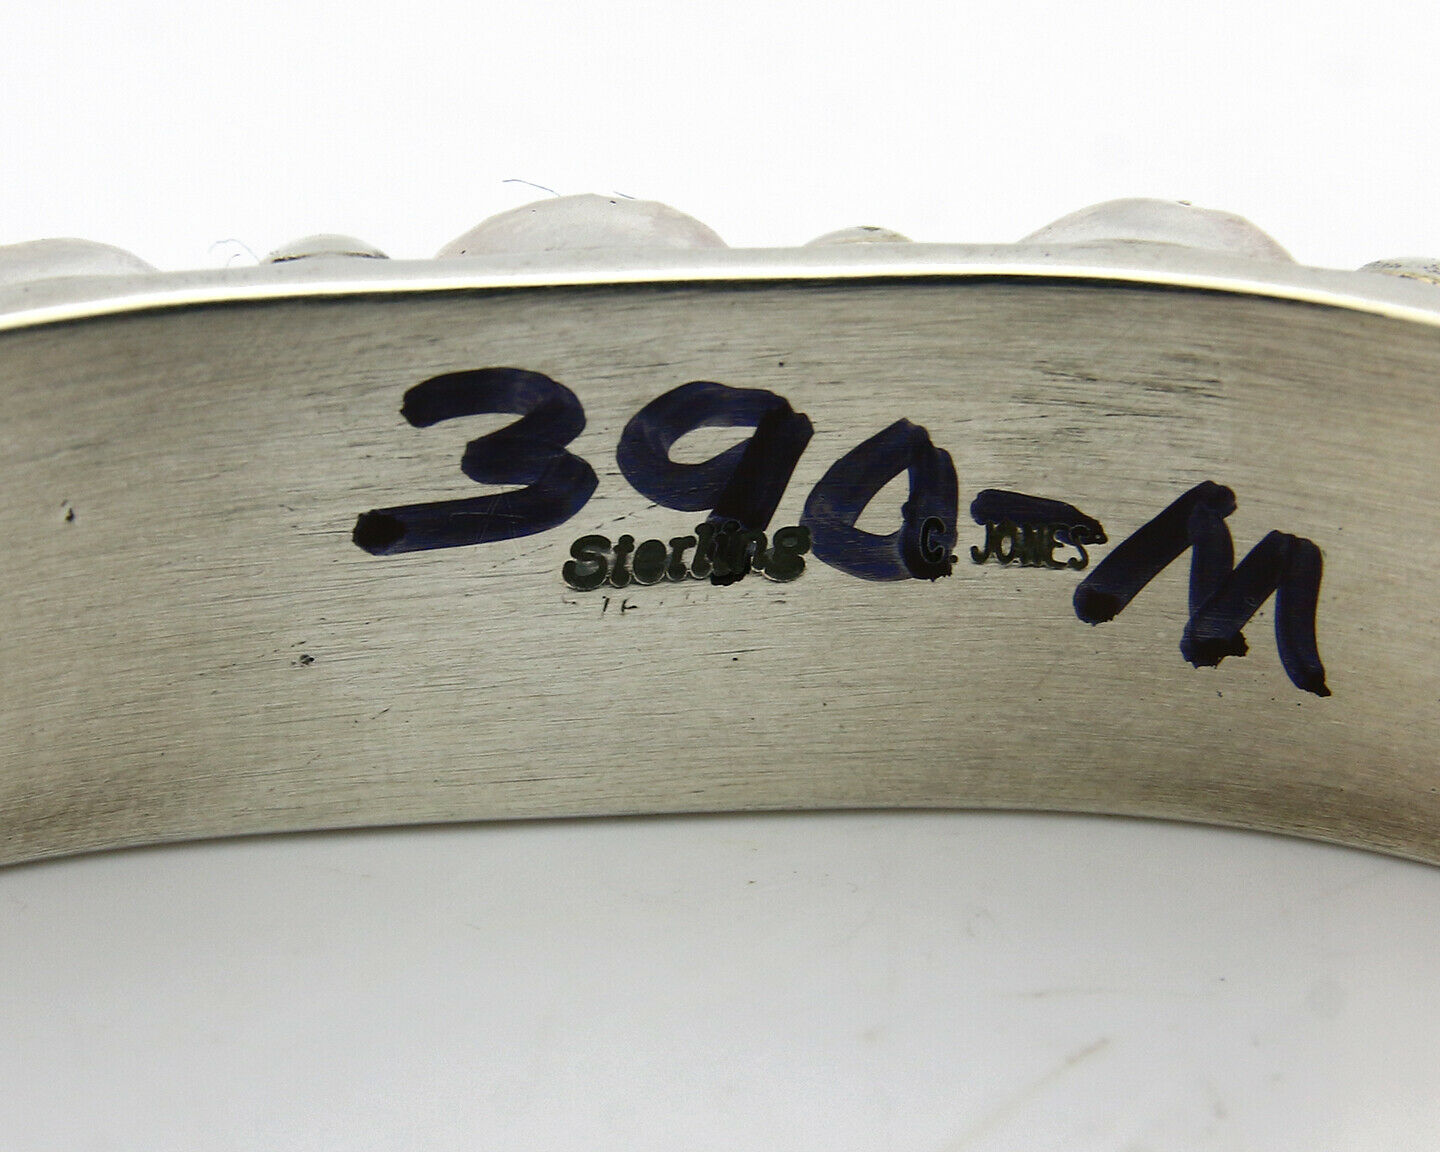 390-M
Sterling C. JONES